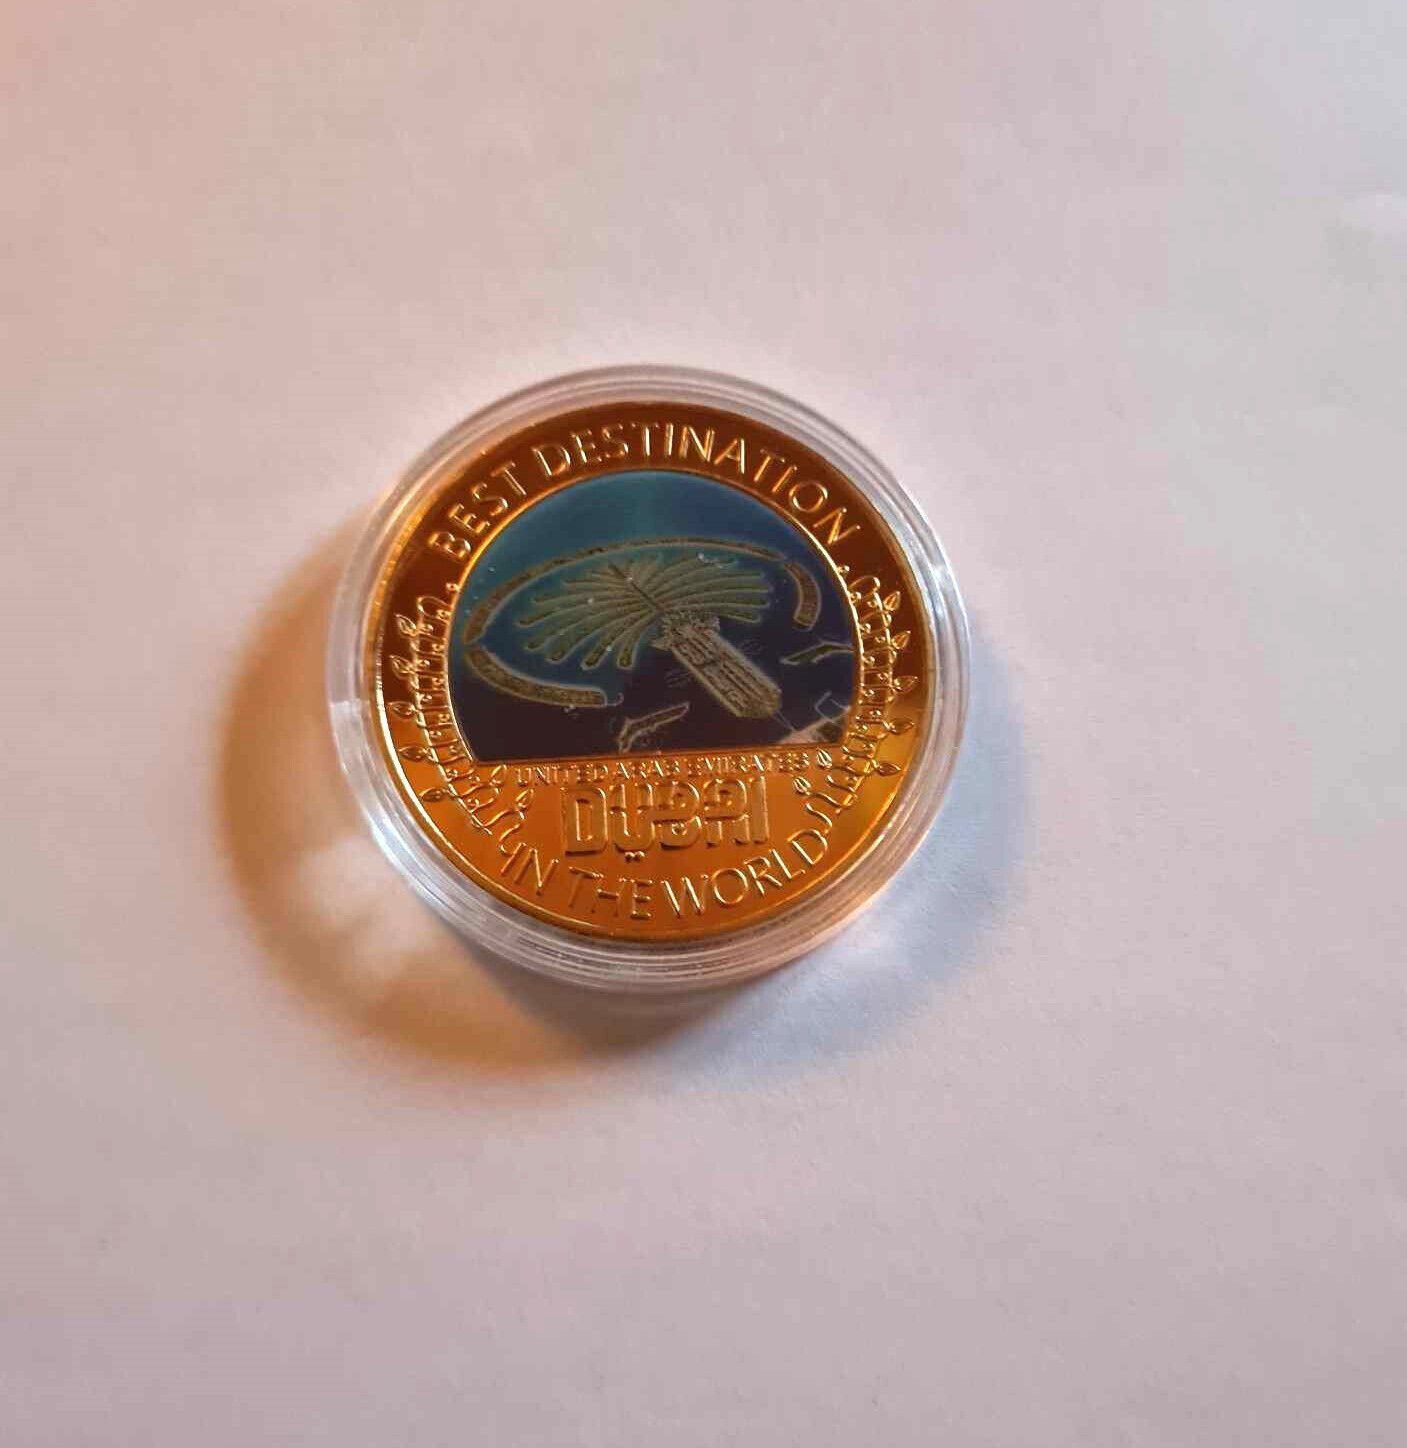 BEST DESTINATION
UNITED ARAB EMIRATES
DUBAI
IN THE WORLD